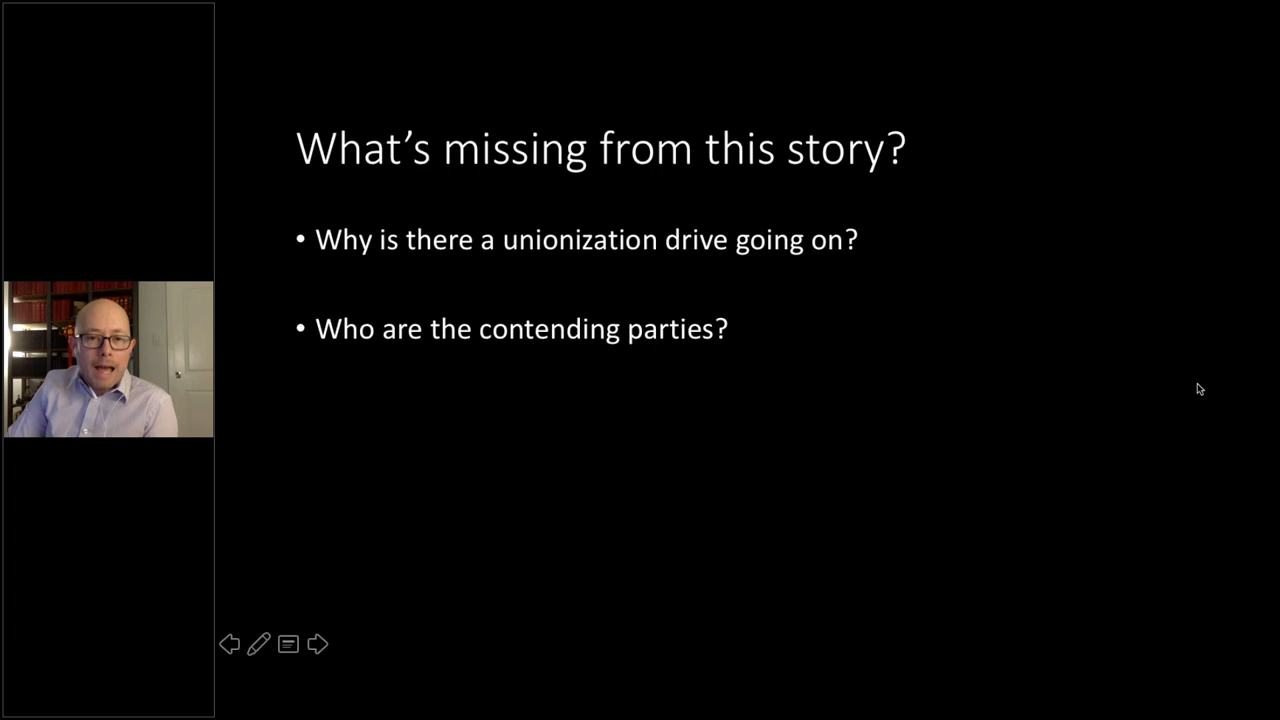 What’s missing from this story?
• Why is there a unionization drive going on?
• Who are the contending parties?